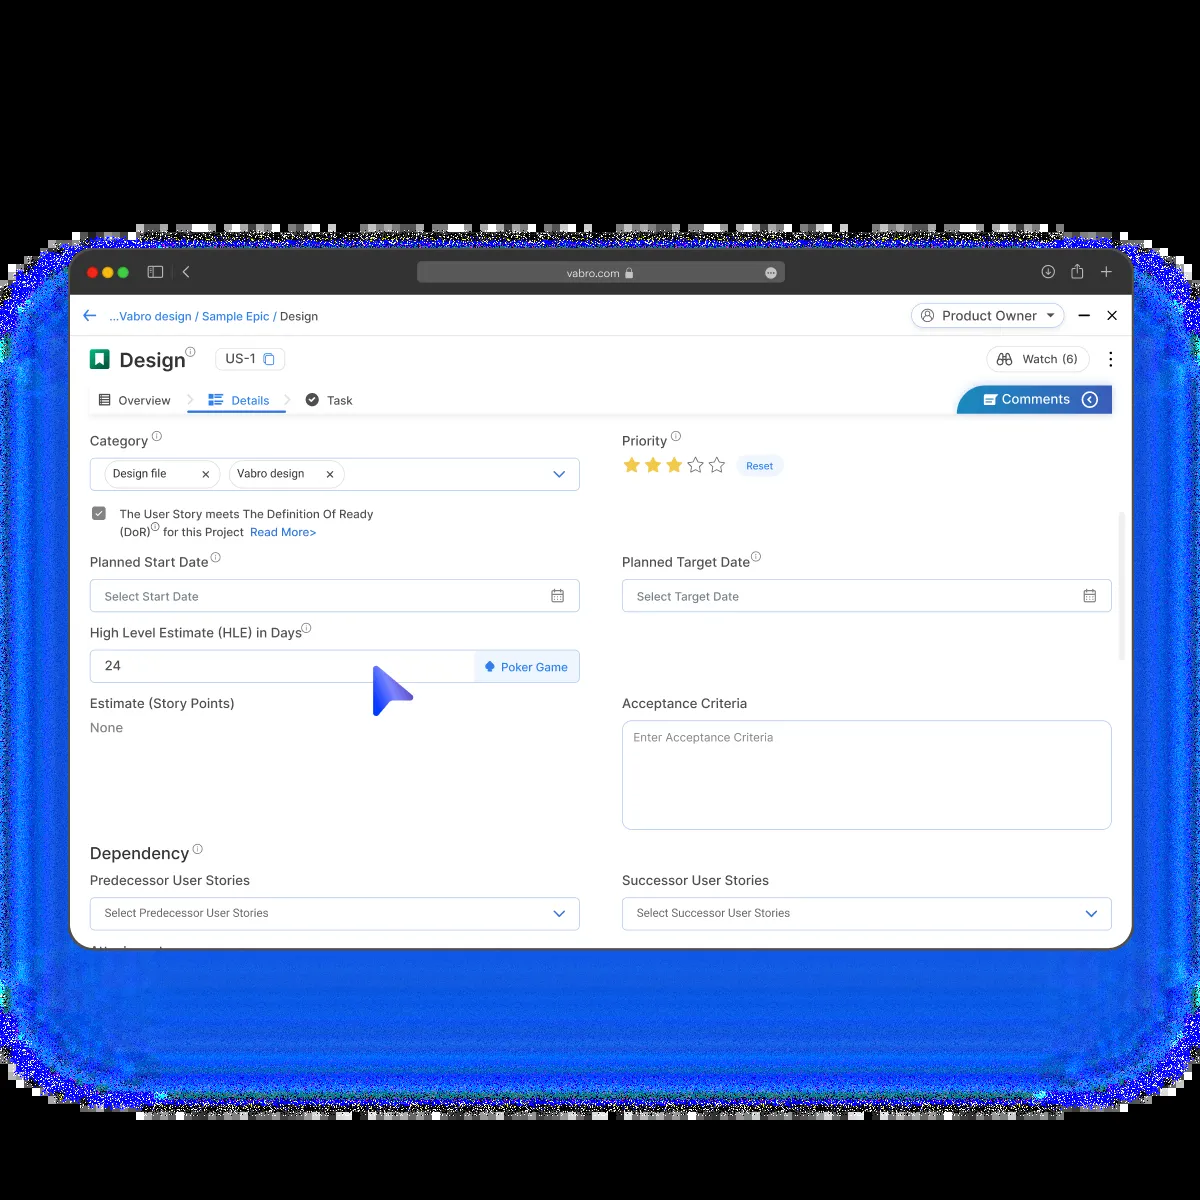 vabro.com
...Vabro design / Sample Epic / Design
Product Owner
Design
US-1
Watch (6)
Overview
Details
Task
Comments
Category
Priority
Design file
Vabro design
Reset
The User Story meets The Definition Of Ready
(DoR) for this Project Read More>
Planned Start Date
Planned Target Date
Select Start Date
Select Target Date
High Level Estimate (HLE) in Days
24
Poker Game
Estimate (Story Points)
Acceptance Criteria
None
Enter Acceptance Criteria
Dependency
Predecessor User Stories
Successor User Stories
Select Predecessor User Stories
Select Successor User Stories